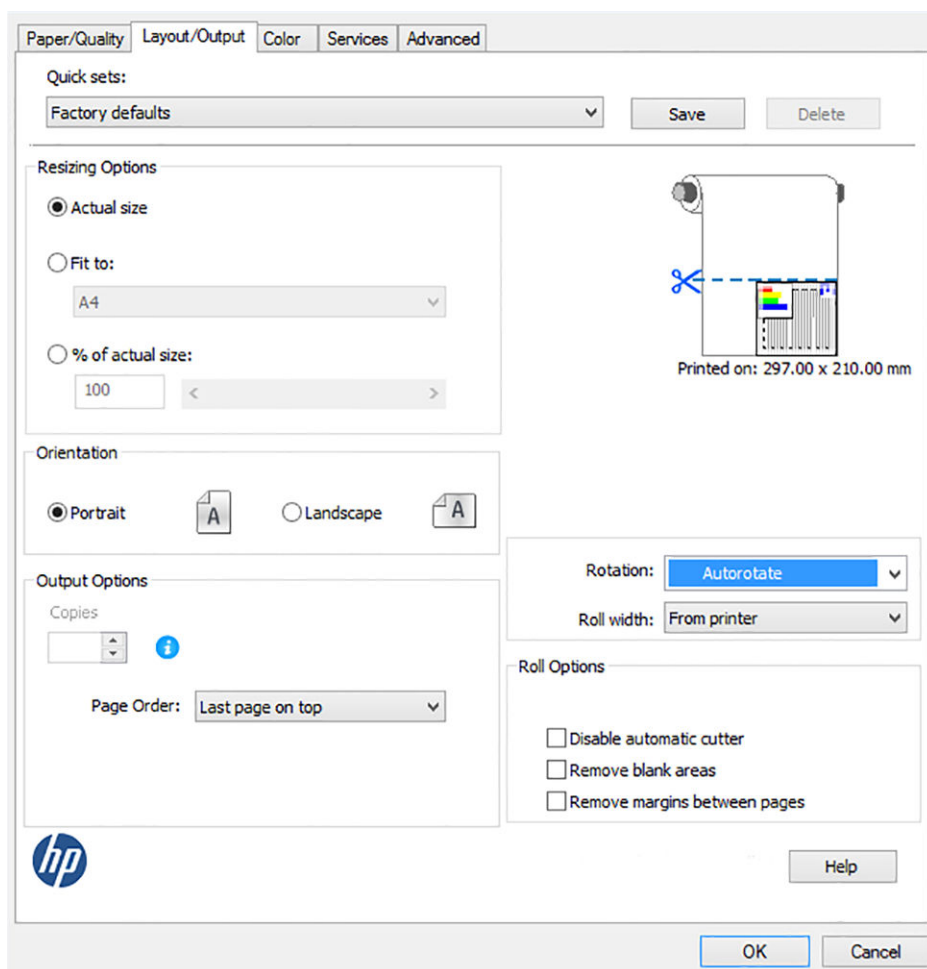 Paper/Quality Layout/Output Color Services Advanced
Quick sets:
Factory defaults Save Delete
Resizing Options
Actual size
Fit to:
A4
% of actual size:
100
Printed on: 297.00 x 210.00 mm
Orientation
Portrait A Landscape A
Rotation: Autorotate
Roll width: From printer
Output Options
Copies
i
Page Order: Last page on top
Roll Options
Disable automatic cutter
Remove blank areas
Remove margins between pages
hp
Help
OK Cancel